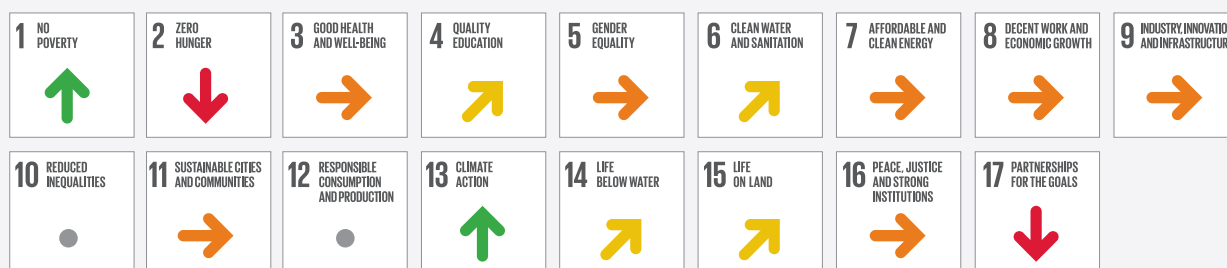 1 NO
POVERTY
2 ZERO
HUNGER
3 GOOD HEALTH
AND WELL-BEING
4 QUALITY
EDUCATION
5 GENDER
EQUALITY
6 CLEAN WATER
AND SANITATION
7 AFFORDABLE AND
CLEAN ENERGY
8 DECENT WORK AND
ECONOMIC GROWTH
9 INDUSTRY, INNOVATIO
AND INFRASTRUCTUR
10 REDUCED
INEQUALITIES
11 SUSTAINABLE CITIES
AND COMMUNITIES
12 RESPONSIBLE
CONSUMPTION
AND PRODUCTION
13 CLIMATE
ACTION
14 LIFE
BELOW WATER
15 LIFE
ON LAND
16 PEACE, JUSTICE
AND STRONG
INSTITUTIONS
17 PARTNERSHIPS
FOR THE GOALS